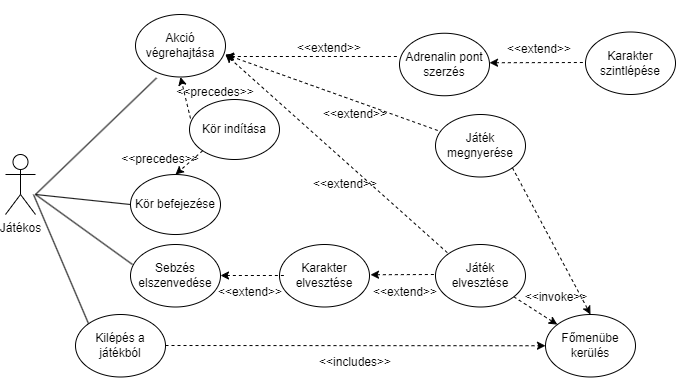 Akció
végrehajtása
<<extend>>
Adrenalin pont
szerzés
<<extend>>
Karakter
szintlépése
<<precedes>>
<<extend>>
Kör indítása
Játék
megnyerése
<<precedes>>
<<extend>>
Kör befejezése
Játékos
Sebzés
elszenvedése
<<extend>>
Karakter
elvesztése
<<extend>>
Játék
elvesztése
<<invoke>>
Kilépés a
játékból
<<includes>>
Főmenübe
kerülés